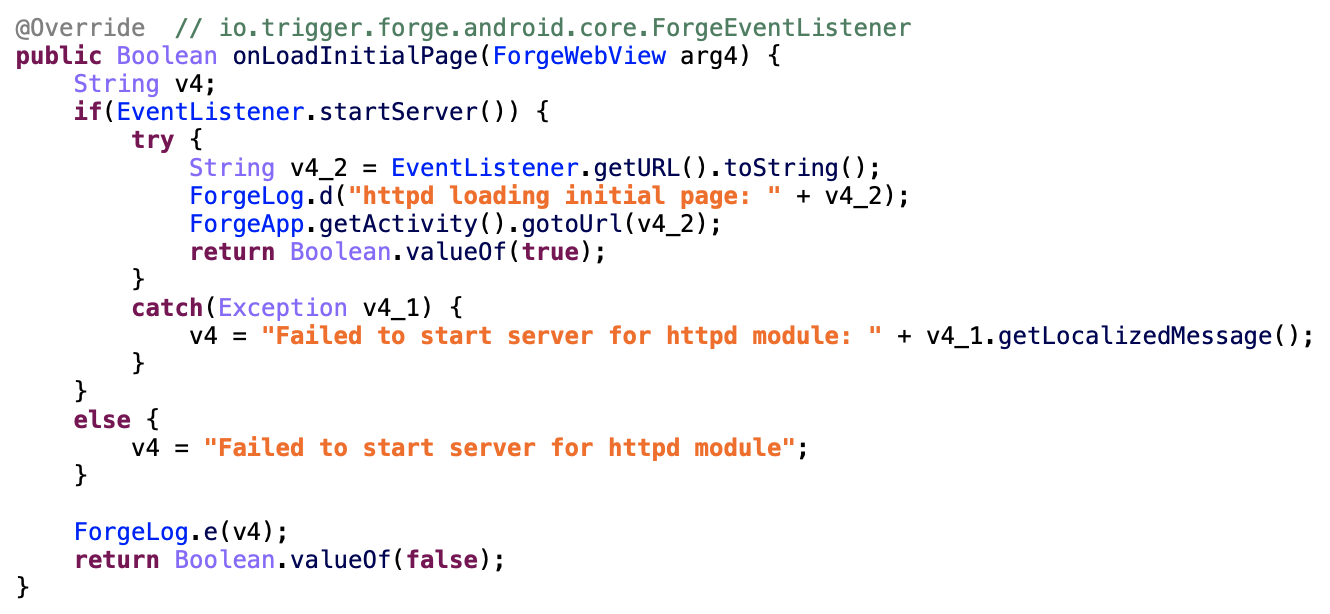 @Override  // io.trigger.forge.android.core.ForgeEventListener
public Boolean onLoadInitialPage(ForgeWebView arg4) {
    String v4;
    if(EventListener.startServer()) {
        try {
            String v4_2 = EventListener.getURL().toString();
            ForgeLog.d("httpd loading initial page: " + v4_2);
            ForgeApp.getActivity().gotoUrl(v4_2);
            return Boolean.valueOf(true);
        }
        catch(Exception v4_1) {
            v4 = "Failed to start server for httpd module: " + v4_1.getLocalizedMessage();
        }
    }
    else {
        v4 = "Failed to start server for httpd module";
    }

    ForgeLog.e(v4);
    return Boolean.valueOf(false);
}